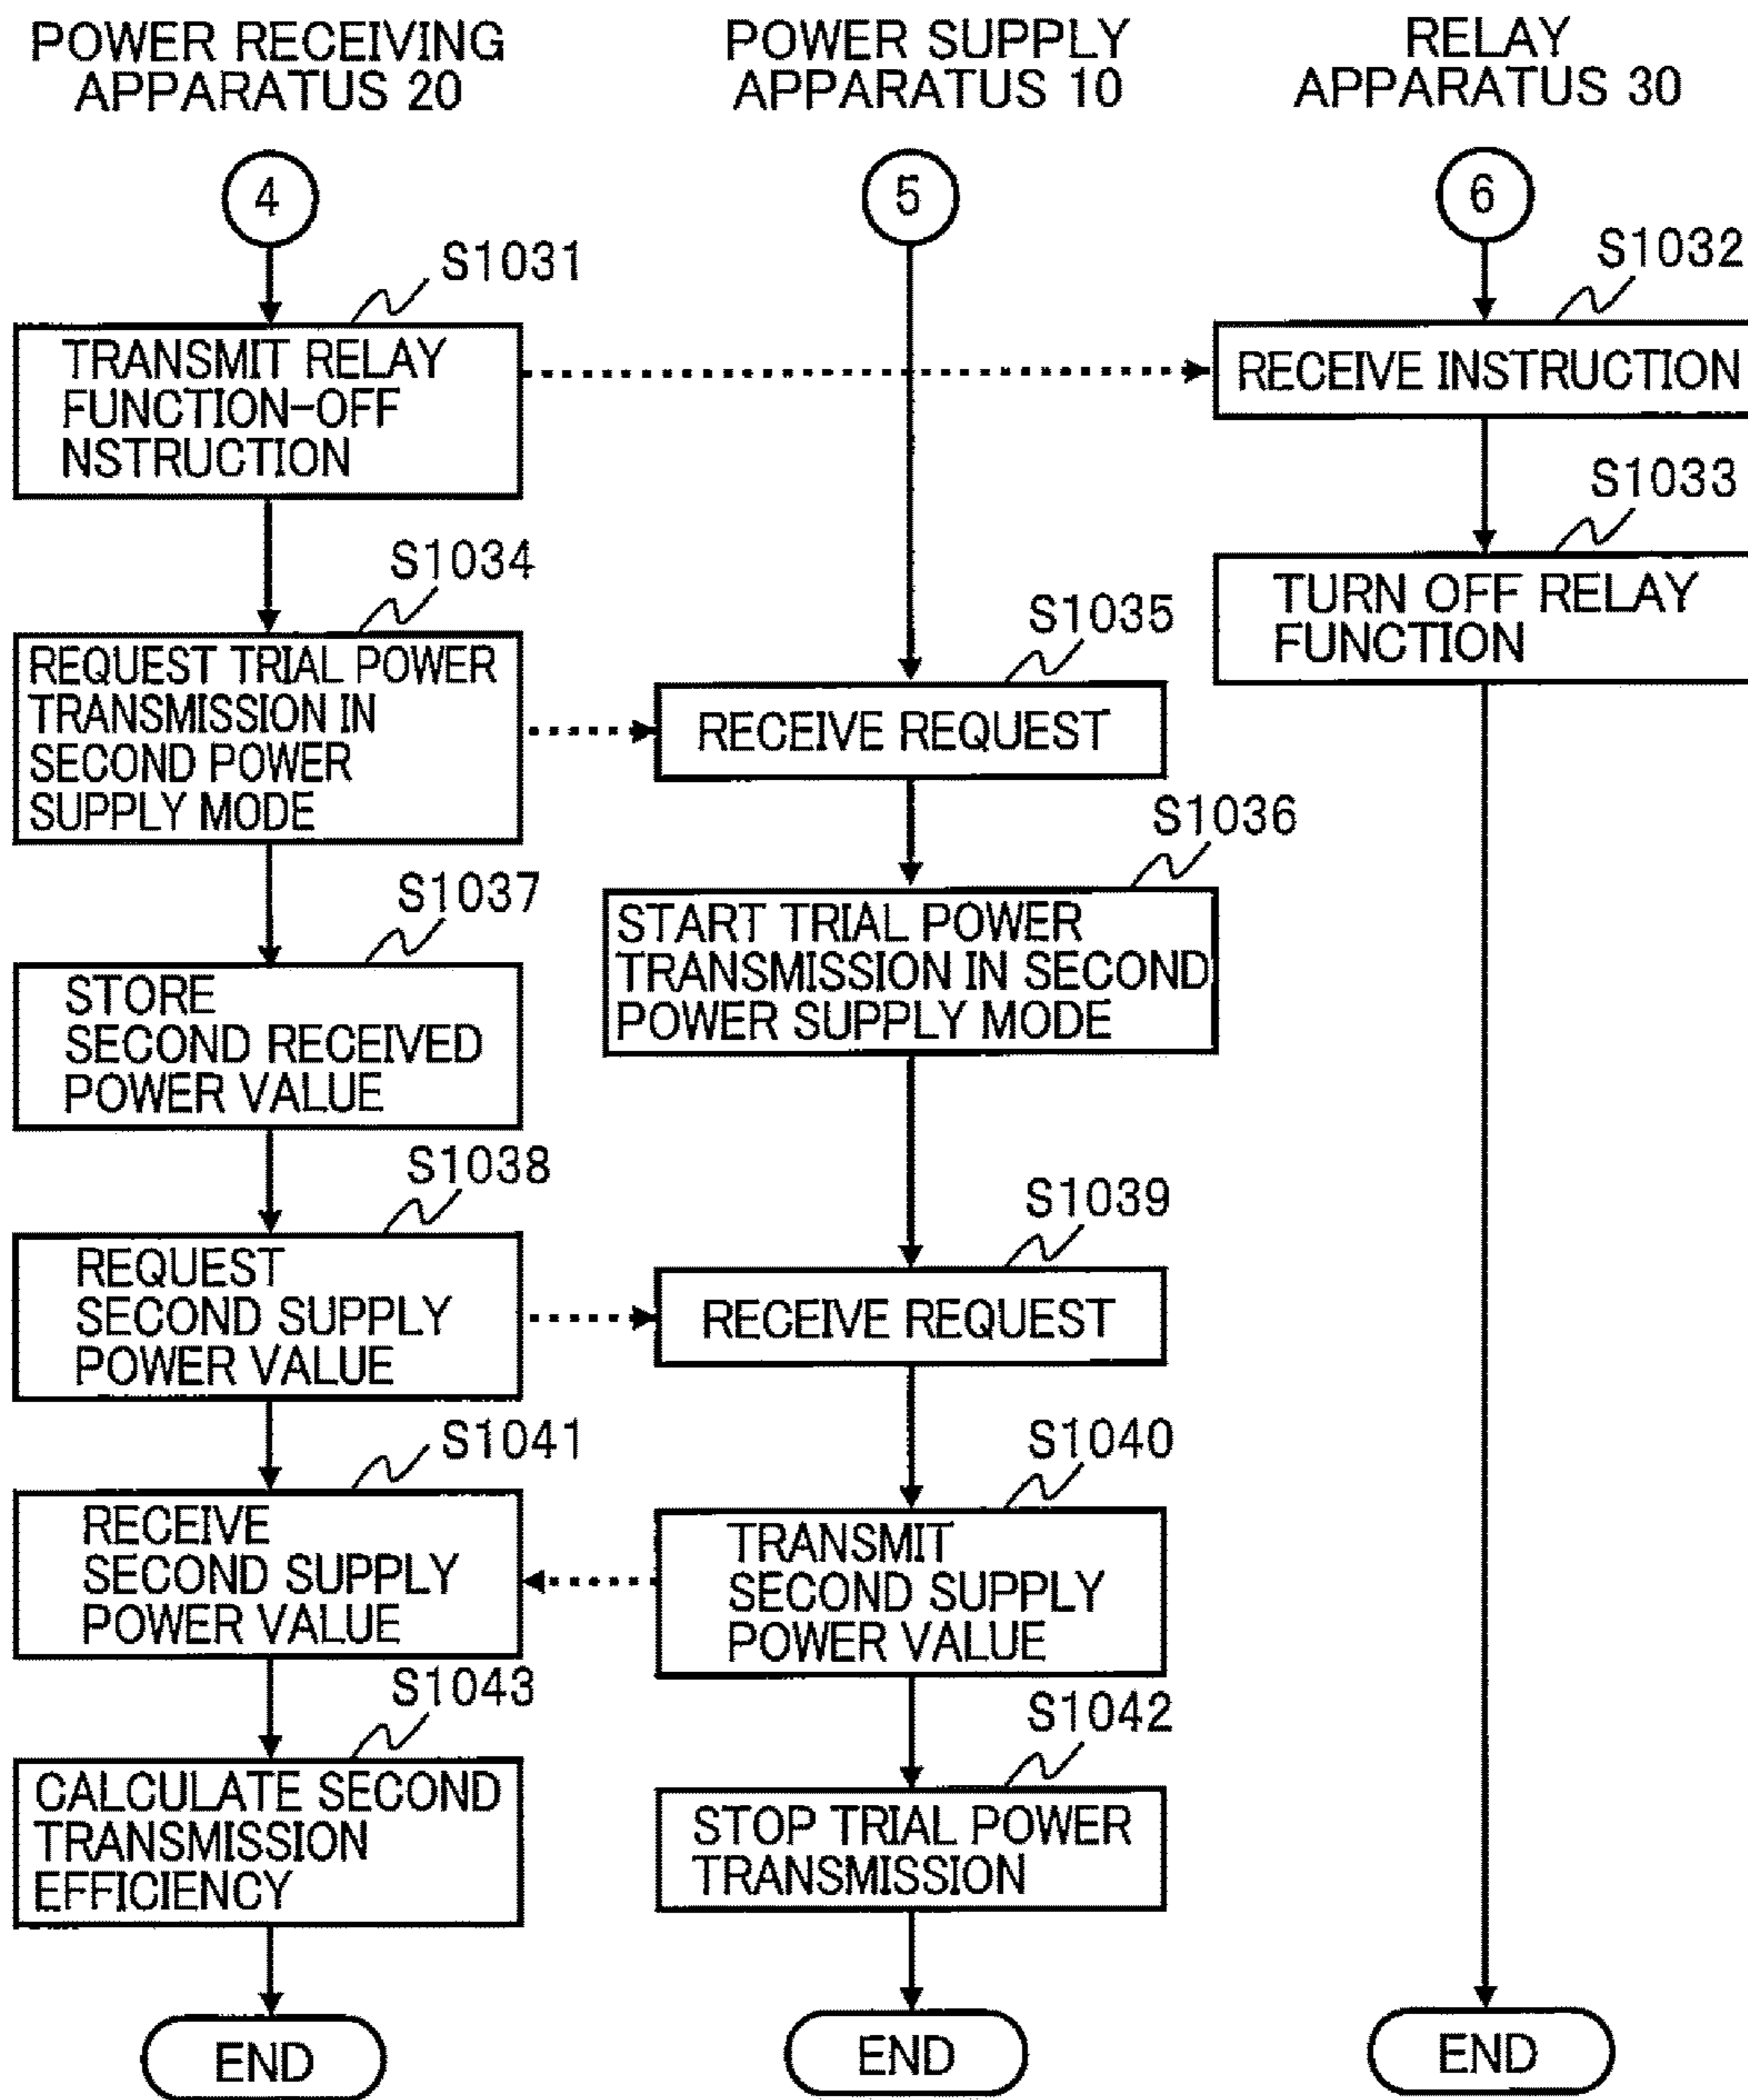 POWER RECEIVING
APPARATUS 20
POWER SUPPLY
APPARATUS 10
RELAY
APPARATUS 30
4
5
6
S1031
TRANSMIT RELAY
FUNCTION-OFF
NSTRUCTION
S1032
RECEIVE INSTRUCTION
S1033
TURN OFF RELAY
FUNCTION
S1034
REQUEST TRIAL POWER
TRANSMISSION IN
SECOND POWER
SUPPLY MODE
S1035
RECEIVE REQUEST
S1036
START TRIAL POWER
TRANSMISSION IN SECOND
POWER SUPPLY MODE
S1037
STORE
SECOND RECEIVED
POWER VALUE
S1038
REQUEST
SECOND SUPPLY
POWER VALUE
S1039
RECEIVE REQUEST
S1041
RECEIVE
SECOND SUPPLY
POWER VALUE
S1040
TRANSMIT
SECOND SUPPLY
POWER VALUE
S1043
CALCULATE SECOND
TRANSMISSION
EFFICIENCY
S1042
STOP TRIAL POWER
TRANSMISSION
END
END
END